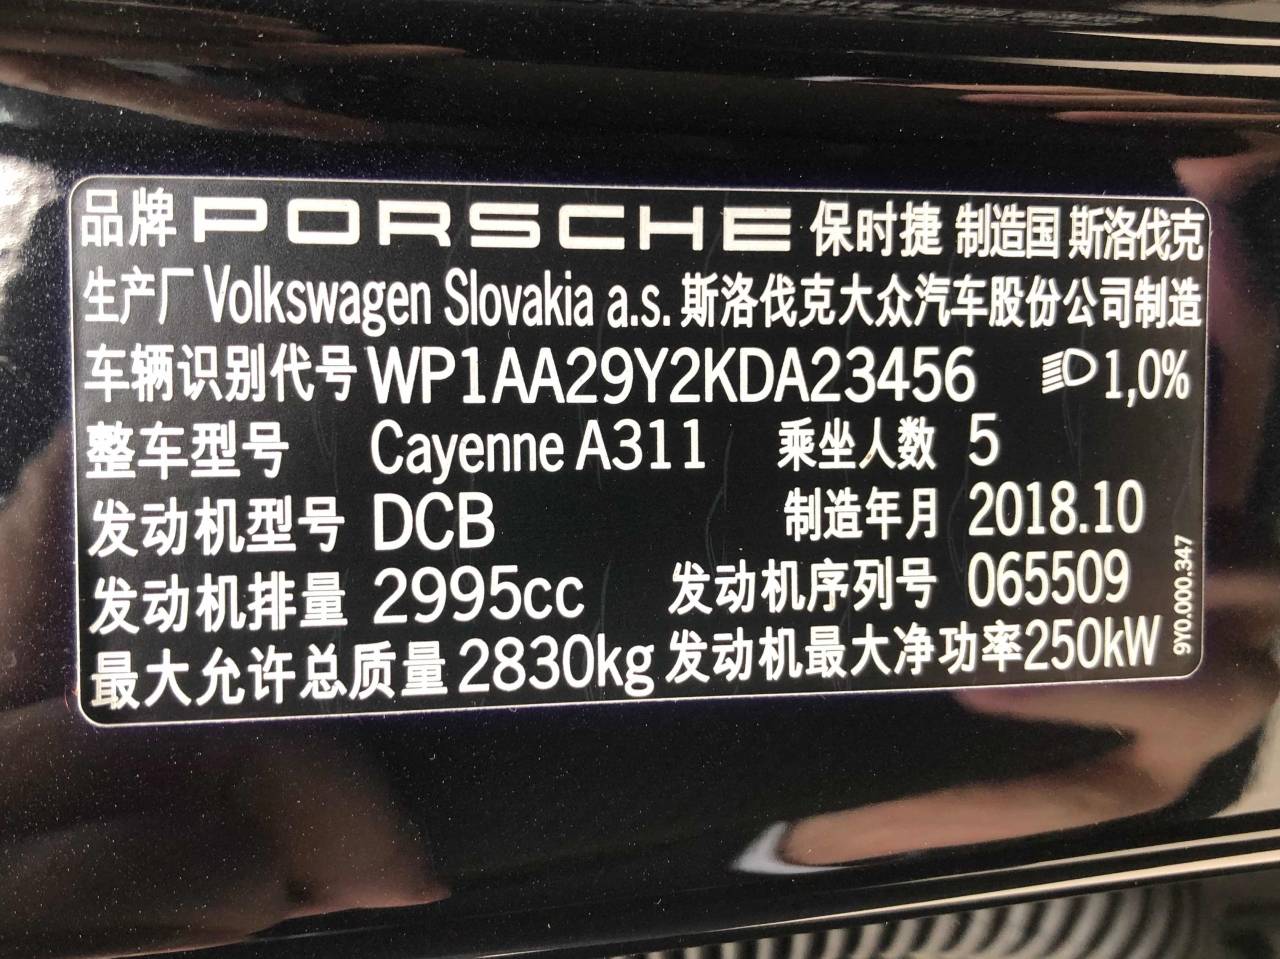 品牌 PORSCHE 保时捷 制造国 斯洛伐克
生产厂 Volkswagen Slovakia a.s. 斯洛伐克大众汽车股份公司制造
车辆识别代号 WP1AA29Y2KDA23456 1,0%
整车型号 Cayenne A311 乘坐人数 5
发动机型号 DCB 制造年月 2018.10
发动机排量 2995cc 发动机序列号 065509
最大允许总质量 2830kg 发动机最大净功率 250kW
9Y0.000.347